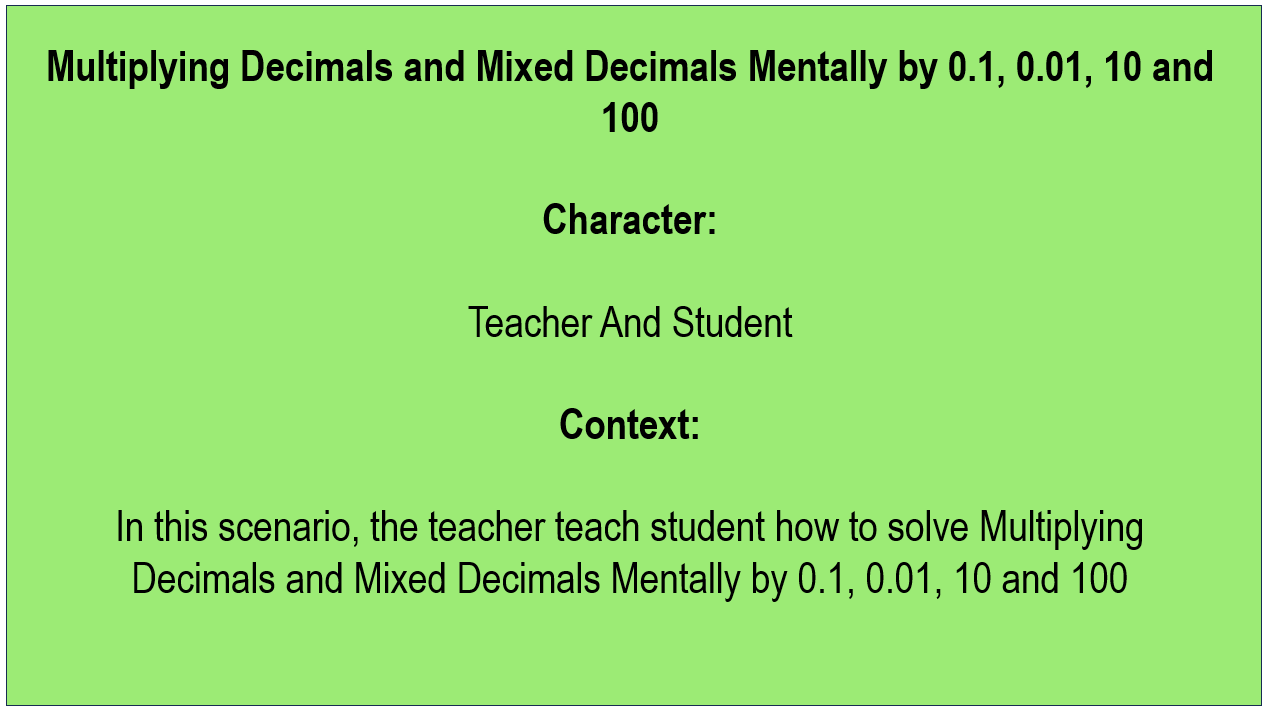 Multiplying Decimals and Mixed Decimals Mentally by 0.1, 0.01, 10 and
100
Character:
Teacher And Student
Context:
In this scenario, the teacher teach student how to solve Multiplying
Decimals and Mixed Decimals Mentally by 0.1, 0.01, 10 and 100